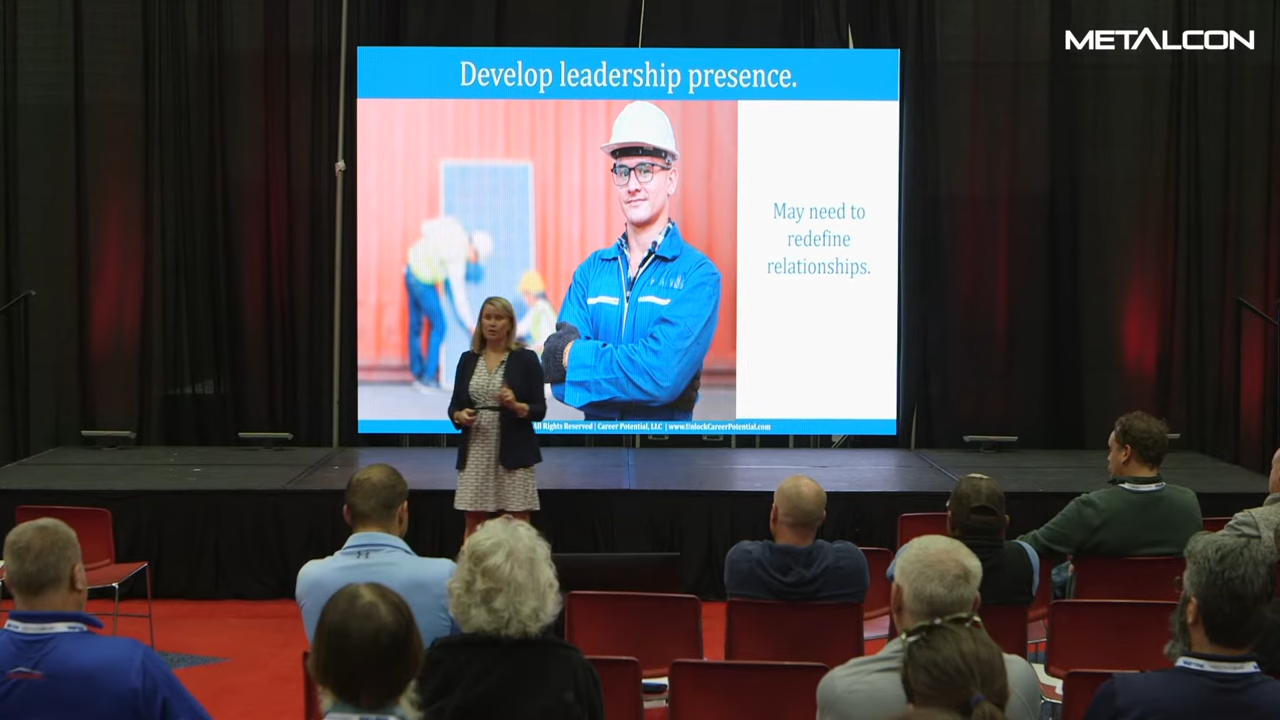 METALCON
Develop leadership presence.
May need to
redefine
relationships.
All Rights Reserved | Career Potential, LLC | www.UnlockCareerPotential.com